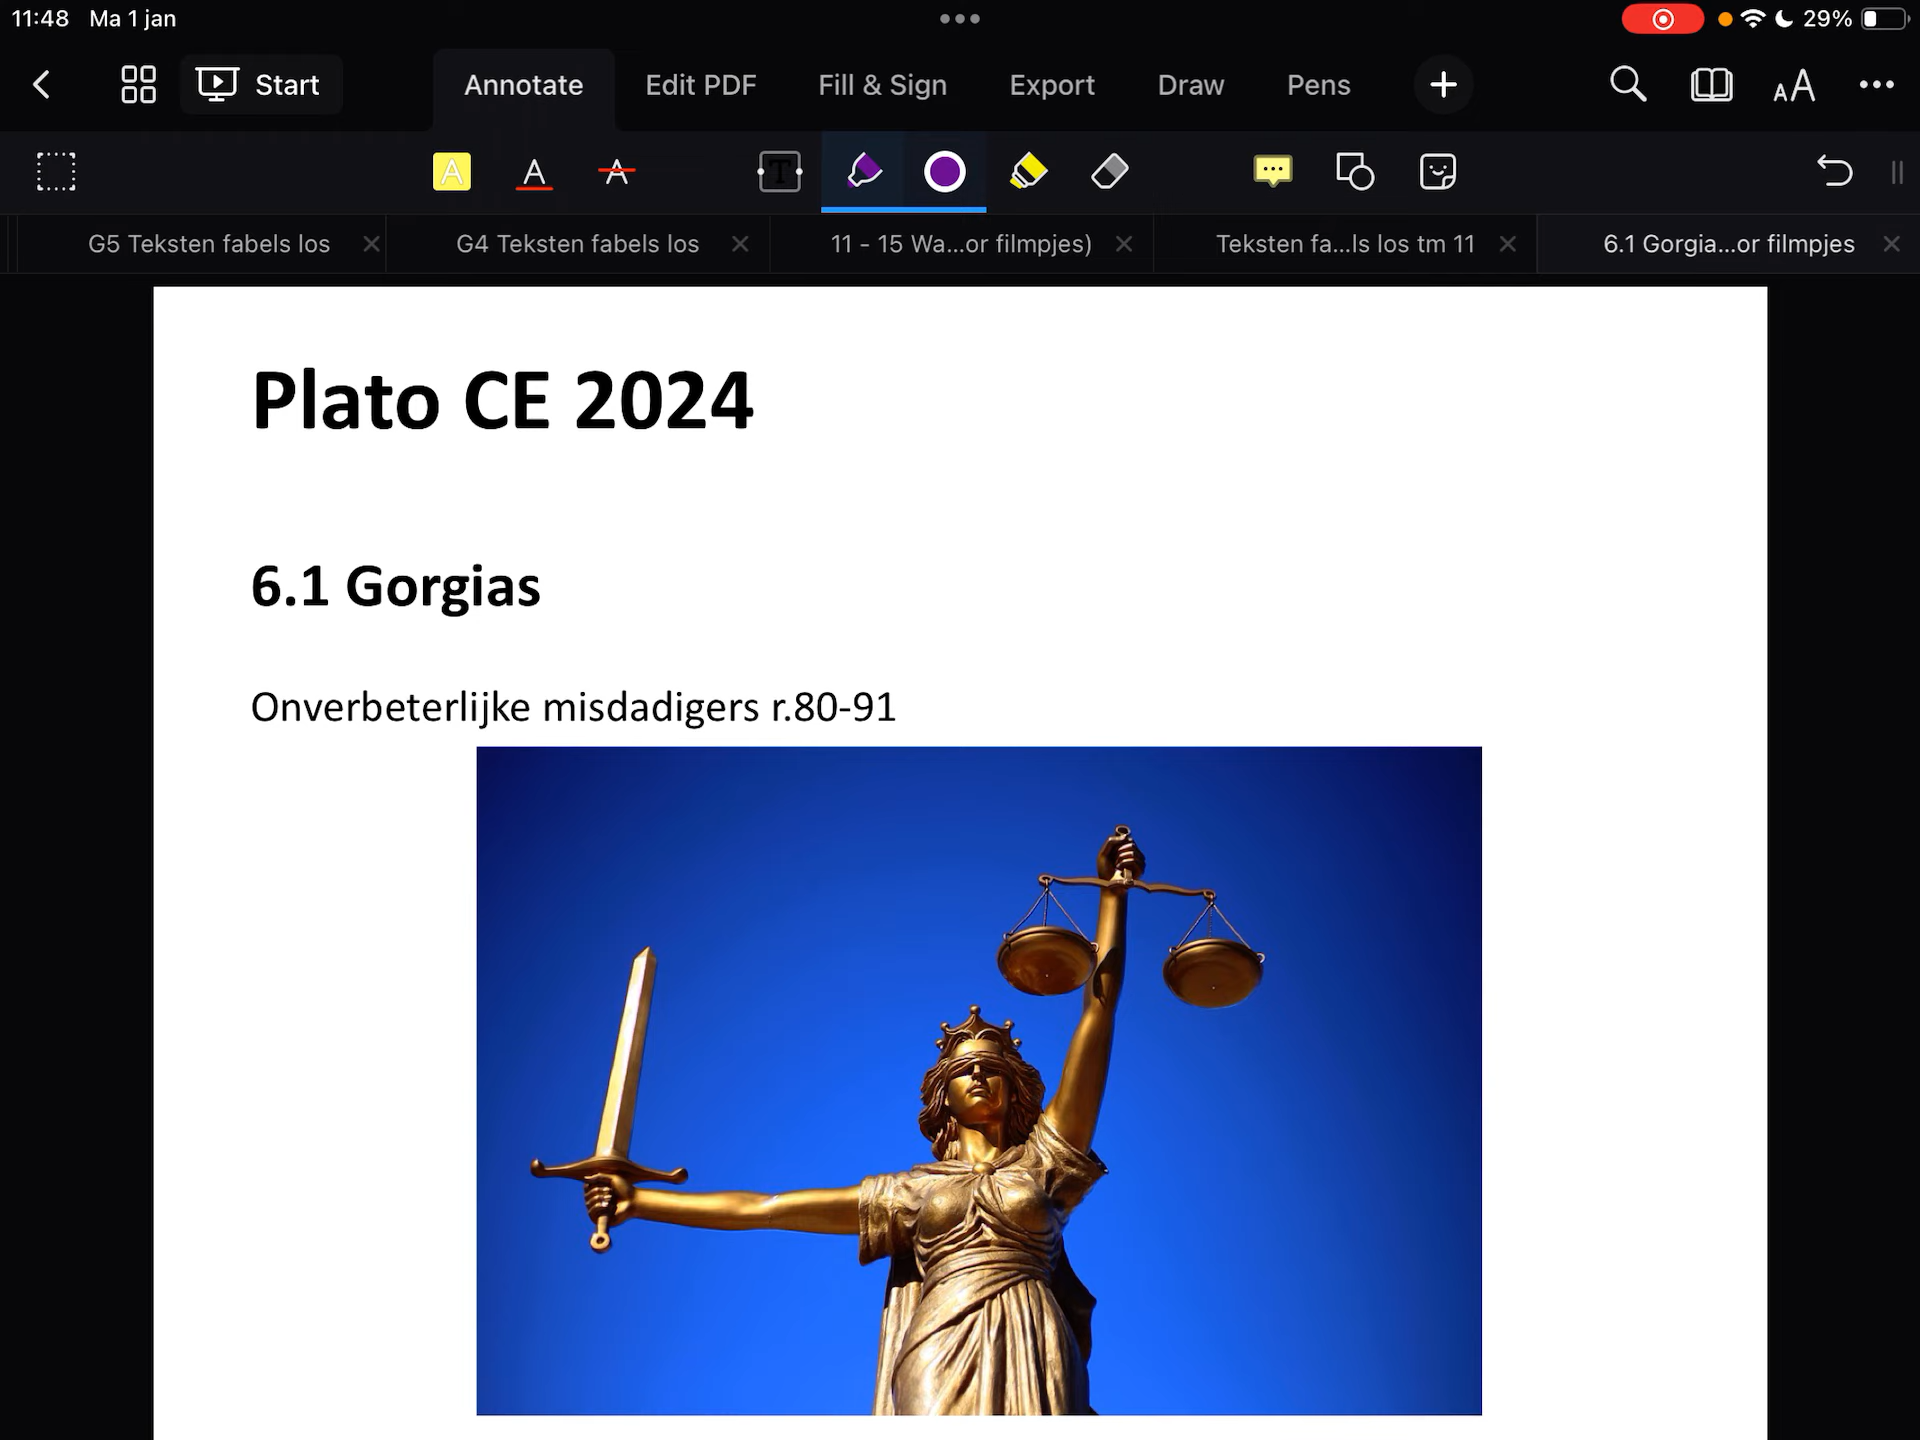 11:48 Ma 1 jan
29%
Start
Annotate
Edit PDF
Fill & Sign
Export
Draw
Pens
AA
A A A T
G5 Teksten fabels los
G4 Teksten fabels los
11 - 15 Wa...or filmpjes)
Teksten fa...ls los tm 11
6.1 Gorgia...or filmpjes
Plato CE 2024
6.1 Gorgias
Onverbeterlijke misdadigers r.80-91